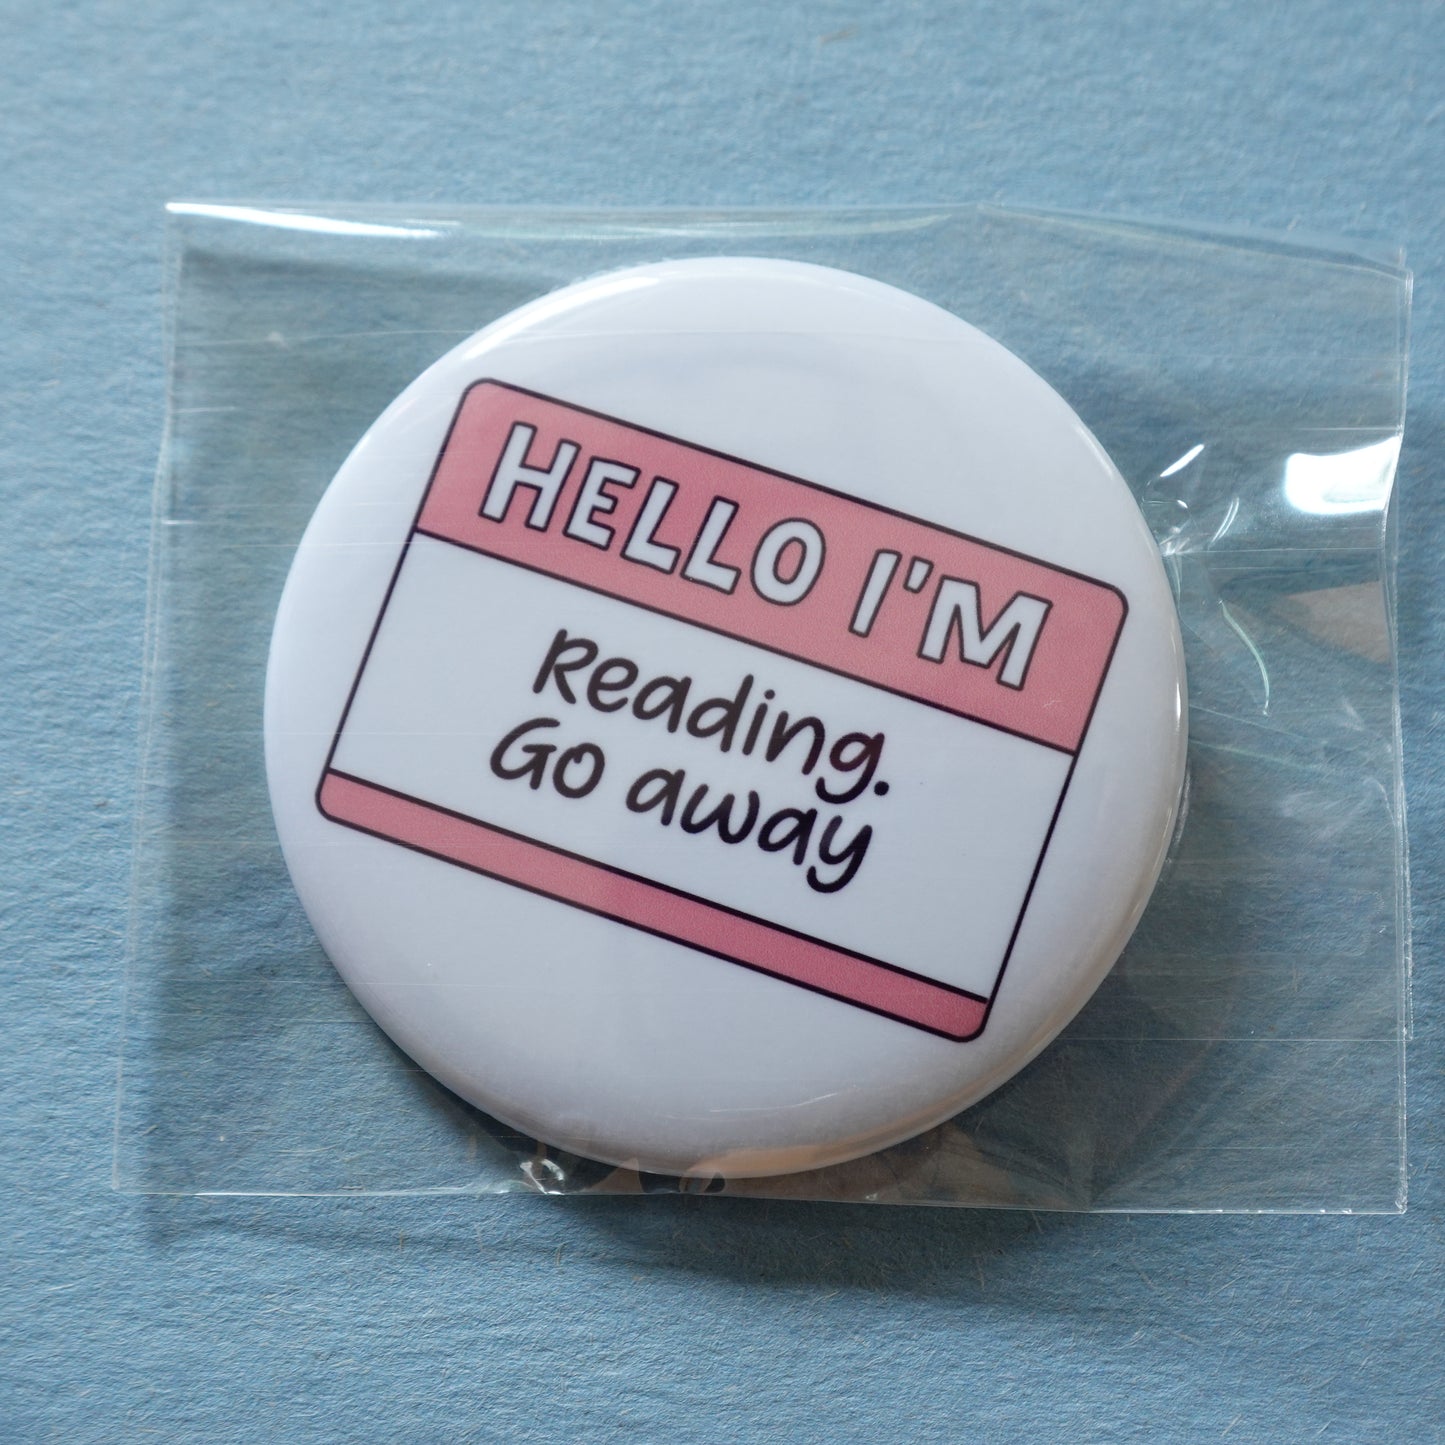 HELLO I'M
Reading.
Go away